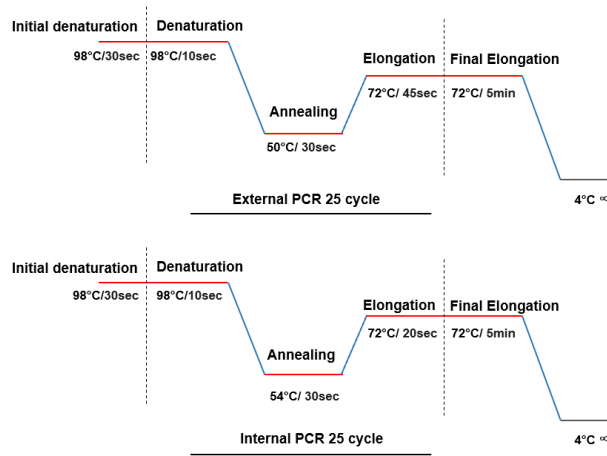 Initial denaturation
Denaturation
98°C/30sec
98°C/10sec
Elongation
Final Elongation
72°C/ 45sec
72°C/ 5min
Annealing
50°C/ 30sec
4°C ∞
External PCR 25 cycle
Initial denaturation
Denaturation
98°C/30sec
98°C/10sec
Elongation
Final Elongation
72°C/ 20sec
72°C/ 5min
Annealing
54°C/ 30sec
4°C ∞
Internal PCR 25 cycle